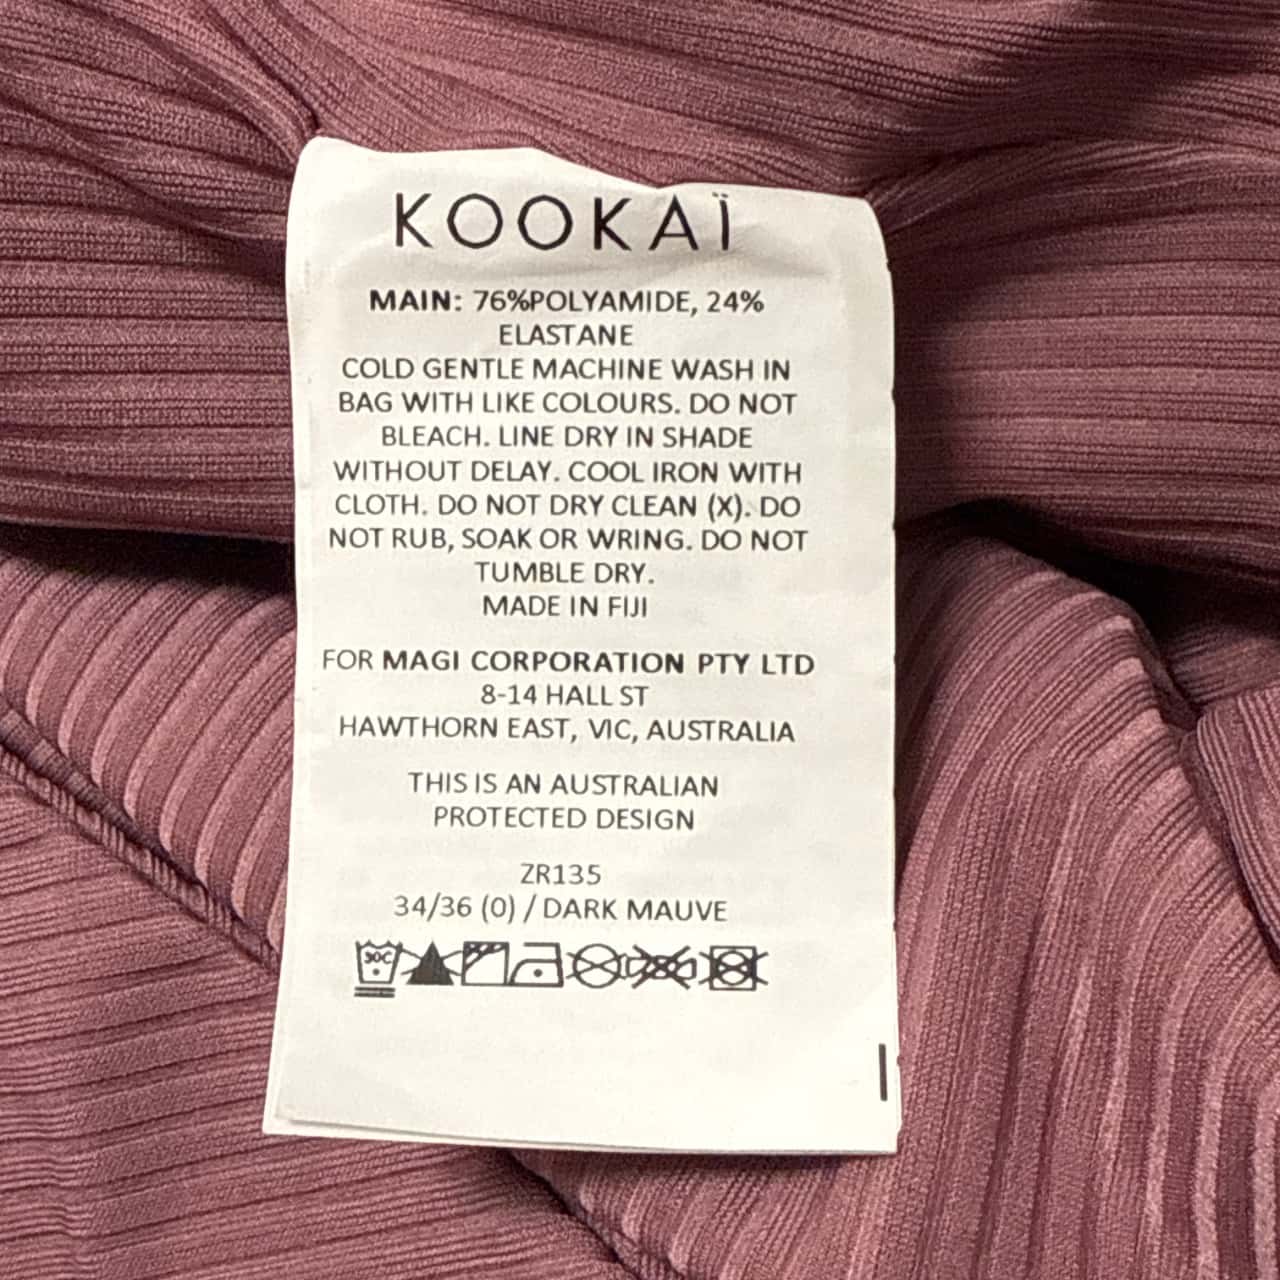 KOOKAÏ
MAIN: 76%POLYAMIDE, 24%
ELASTANE
COLD GENTLE MACHINE WASH IN
BAG WITH LIKE COLOURS. DO NOT
BLEACH. LINE DRY IN SHADE
WITHOUT DELAY. COOL IRON WITH
CLOTH. DO NOT DRY CLEAN (X). DO
NOT RUB, SOAK OR WRING. DO NOT
TUMBLE DRY.
MADE IN FIJI
FOR MAGI CORPORATION PTY LTD
8-14 HALL ST
HAWTHORN EAST, VIC, AUSTRALIA
THIS IS AN AUSTRALIAN
PROTECTED DESIGN
ZR135
34/36 (0) / DARK MAUVE
30C